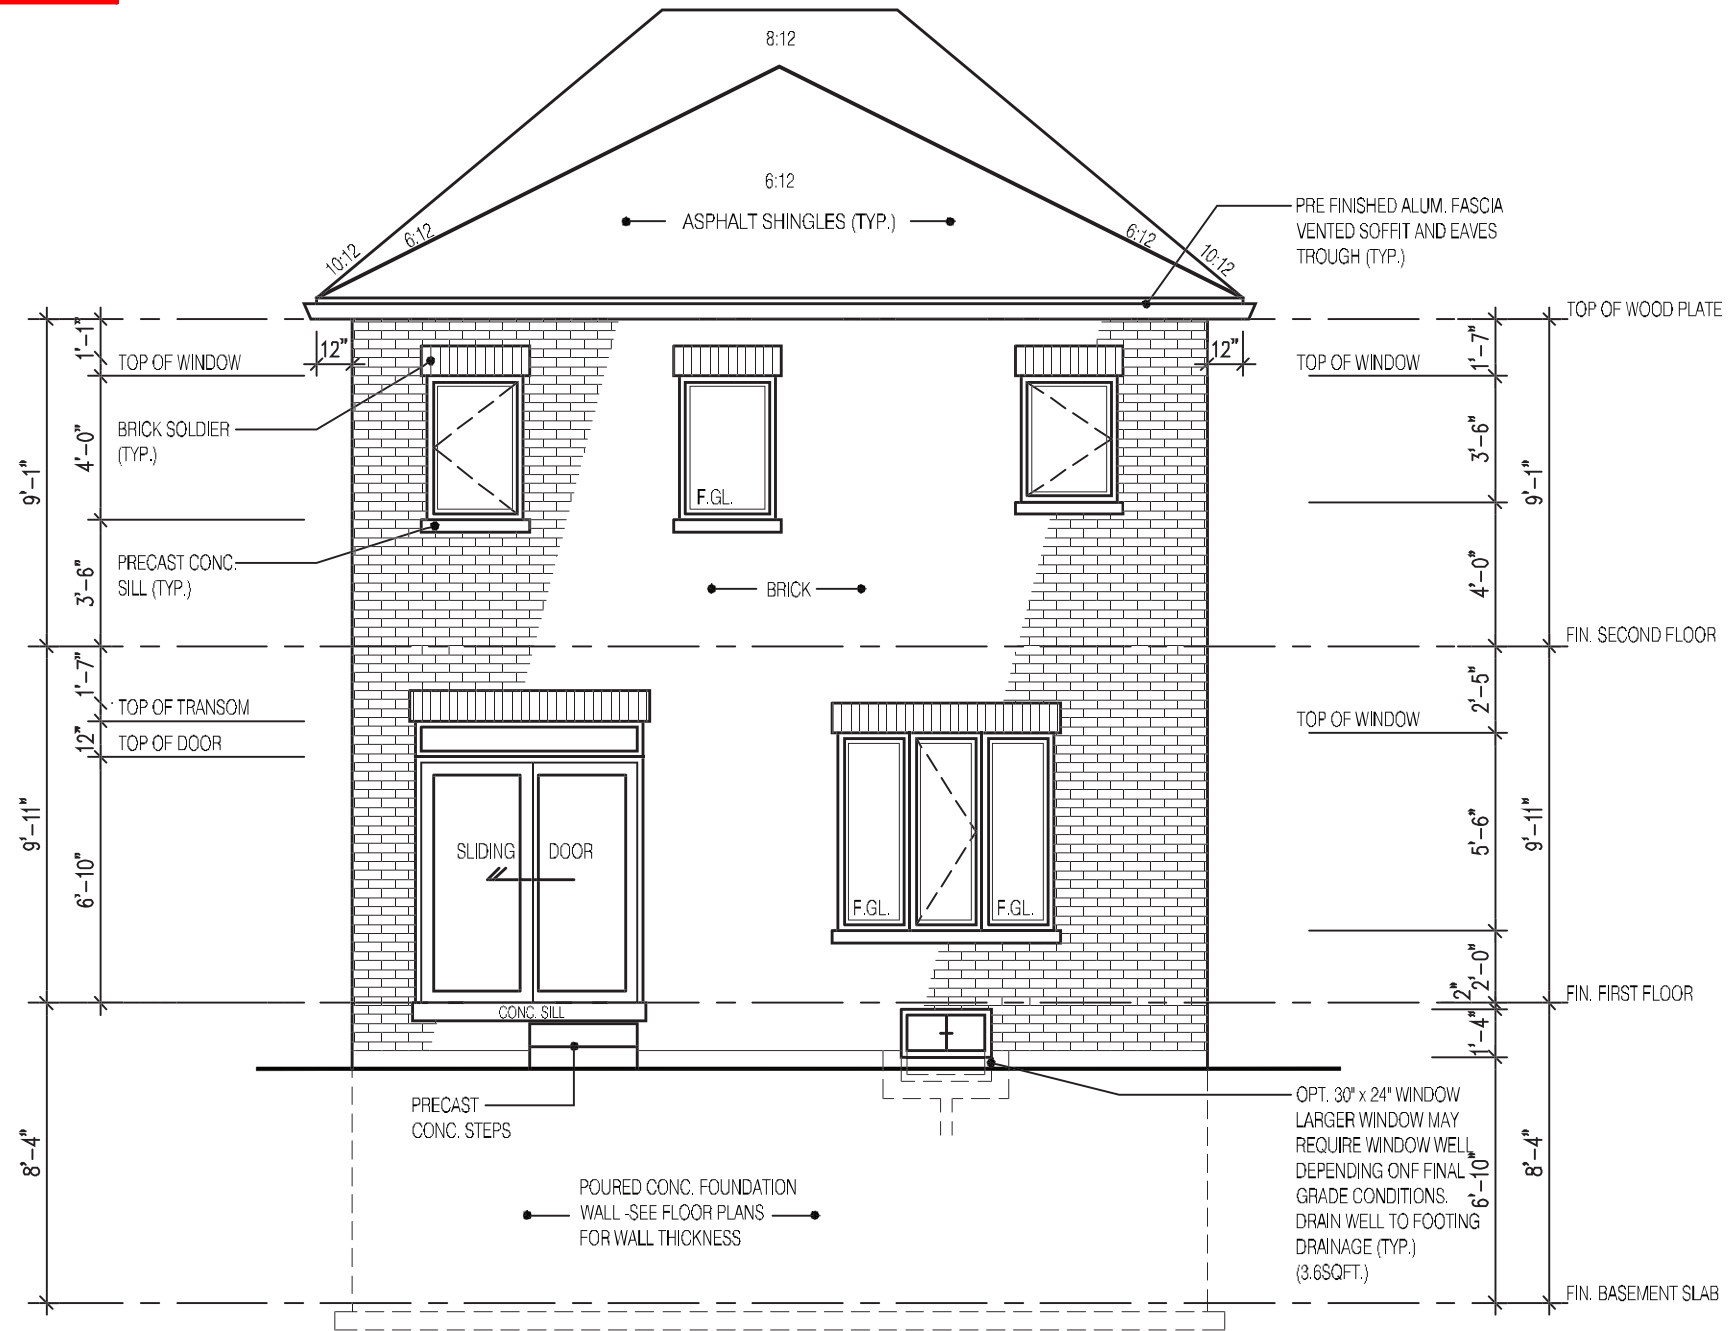 8:12
6:12
ASPHALT SHINGLES (TYP.)
10:12
6:12
6:12
10:12
PRE FINISHED ALUM. FASCIA
VENTED SOFFIT AND EAVES
TROUGH (TYP.)
TOP OF WOOD PLATE
1'-1"
12"
12"
1'-7"
TOP OF WINDOW
TOP OF WINDOW
BRICK SOLDIER
(TYP.)
4'-0"
9'-1"
3'-6"
9'-1"
F.GL.
PRECAST CONC.
SILL (TYP.)
3'-6"
BRICK
4'-0"
FIN. SECOND FLOOR
1'-7"
2'-5"
TOP OF TRANSOM
TOP OF WINDOW
12"
TOP OF DOOR
9'-11"
6'-10"
SLIDING DOOR
5'-6"
9'-11"
F.GL.
F.GL.
2'-0"
2"
FIN. FIRST FLOOR
CONC. SILL
1'-4"
PRECAST
CONC. STEPS
OPT. 30" x 24" WINDOW
LARGER WINDOW MAY
REQUIRE WINDOW WELL
DEPENDING ONF FINAL
GRADE CONDITIONS.
DRAIN WELL TO FOOTING
DRAINAGE (TYP.)
(3.6SQFT.)
8'-4"
6'-10"
8'-4"
POURED CONC. FOUNDATION
WALL -SEE FLOOR PLANS
FOR WALL THICKNESS
FIN. BASEMENT SLAB